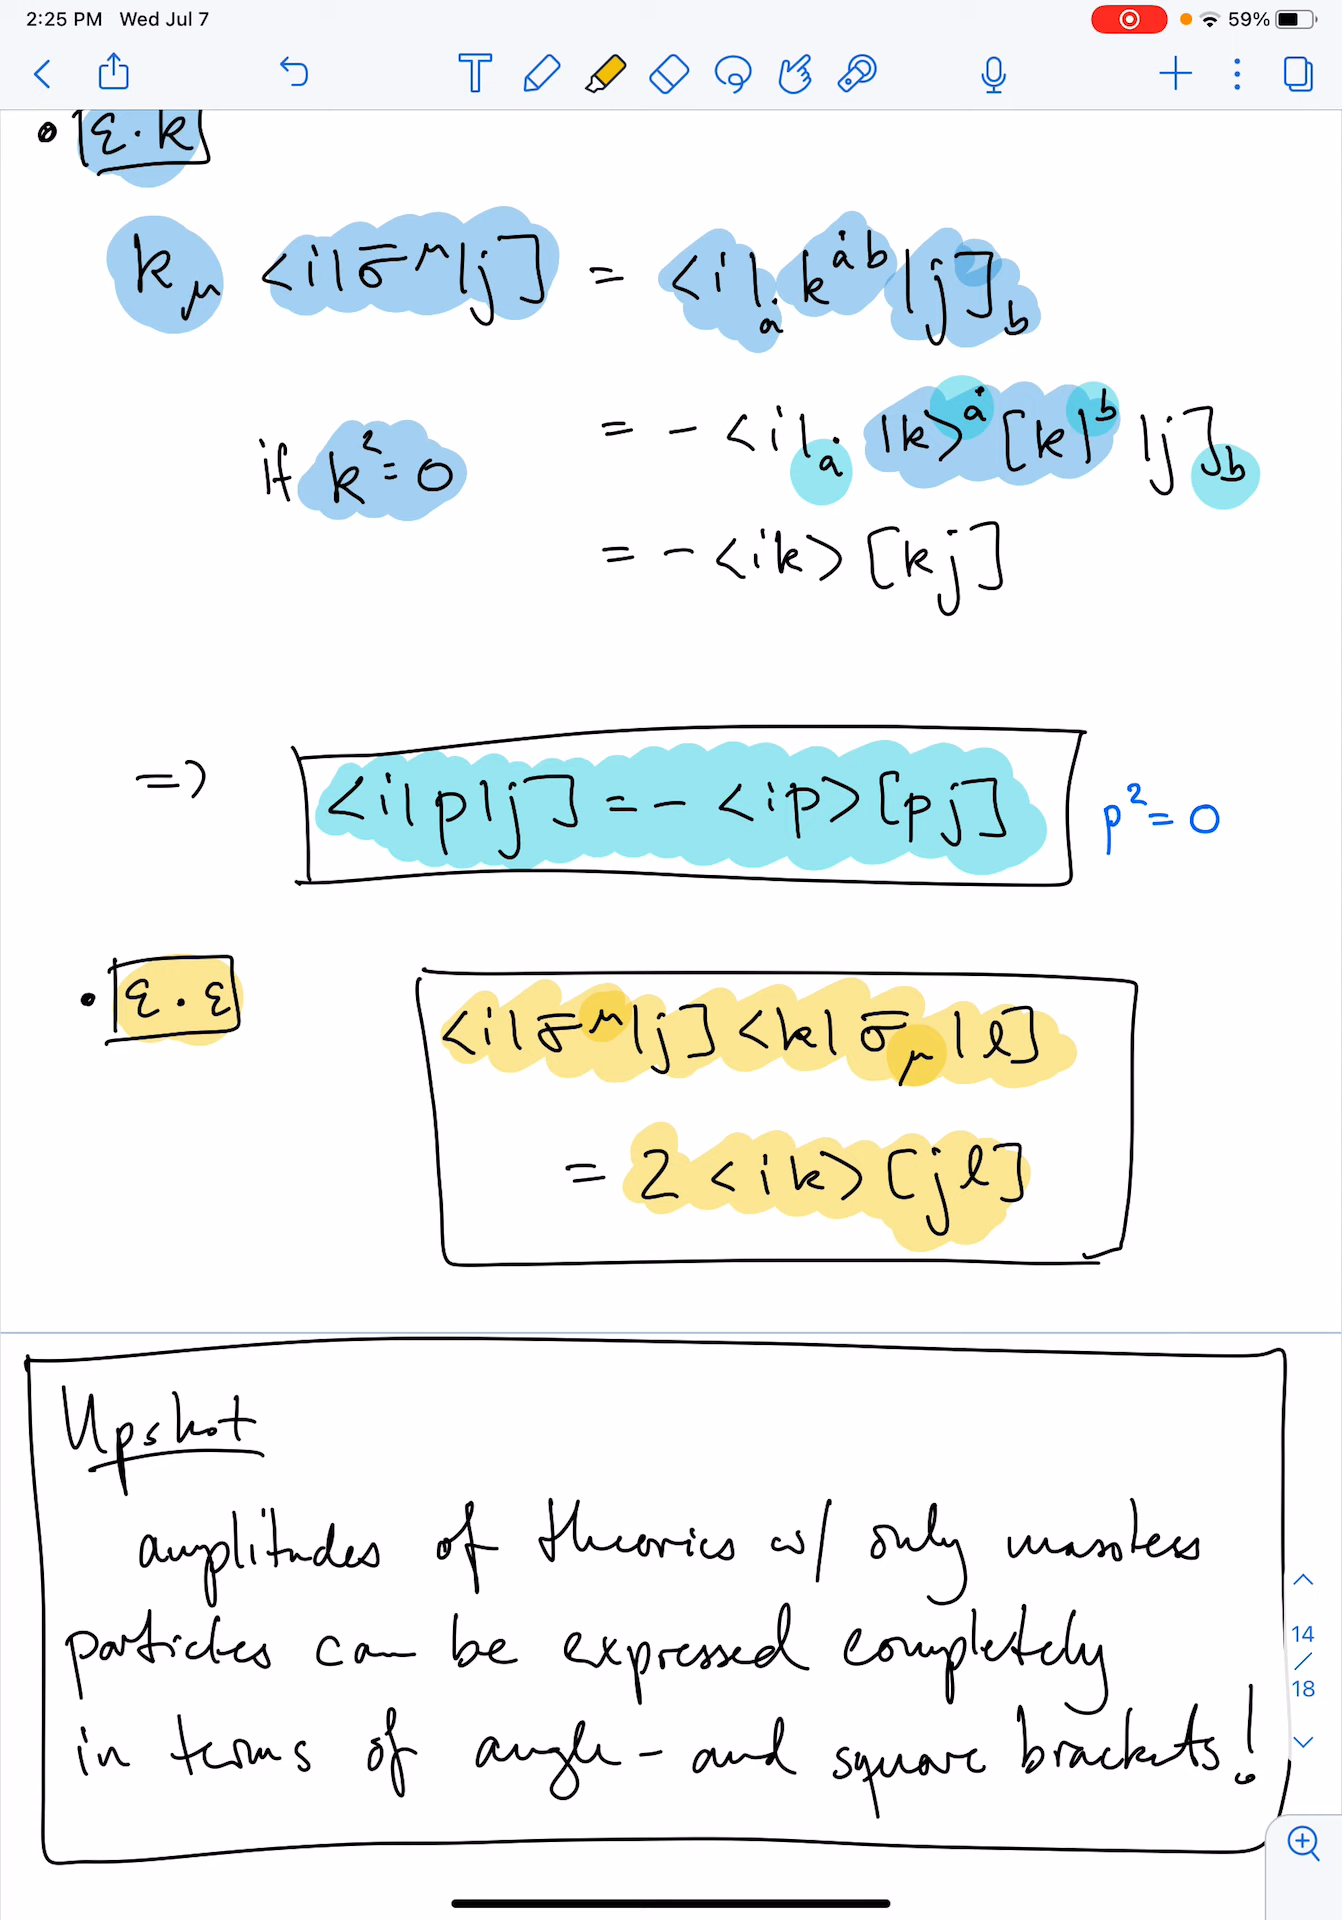 2:25 PM Wed Jul 7 59%
• ε · k
k_μ <i|σ̄^μ|j] = <i|_ȧ k^{ȧb} |j]_b
if k² = 0 = - <i|_ȧ |k>^ȧ [k|^b |j]_b
= - <ik> [kj]
=> <i|p|j] = - <ip> [pj] p² = 0
• ε · ε
<i|σ̄^μ|j] <k|σ̄_μ|l]
= 2 <ik> [jl]
Upshot
amplitudes of theories w/ only massless
particles can be expressed completely
in terms of angle- and square brackets!
14
/
18